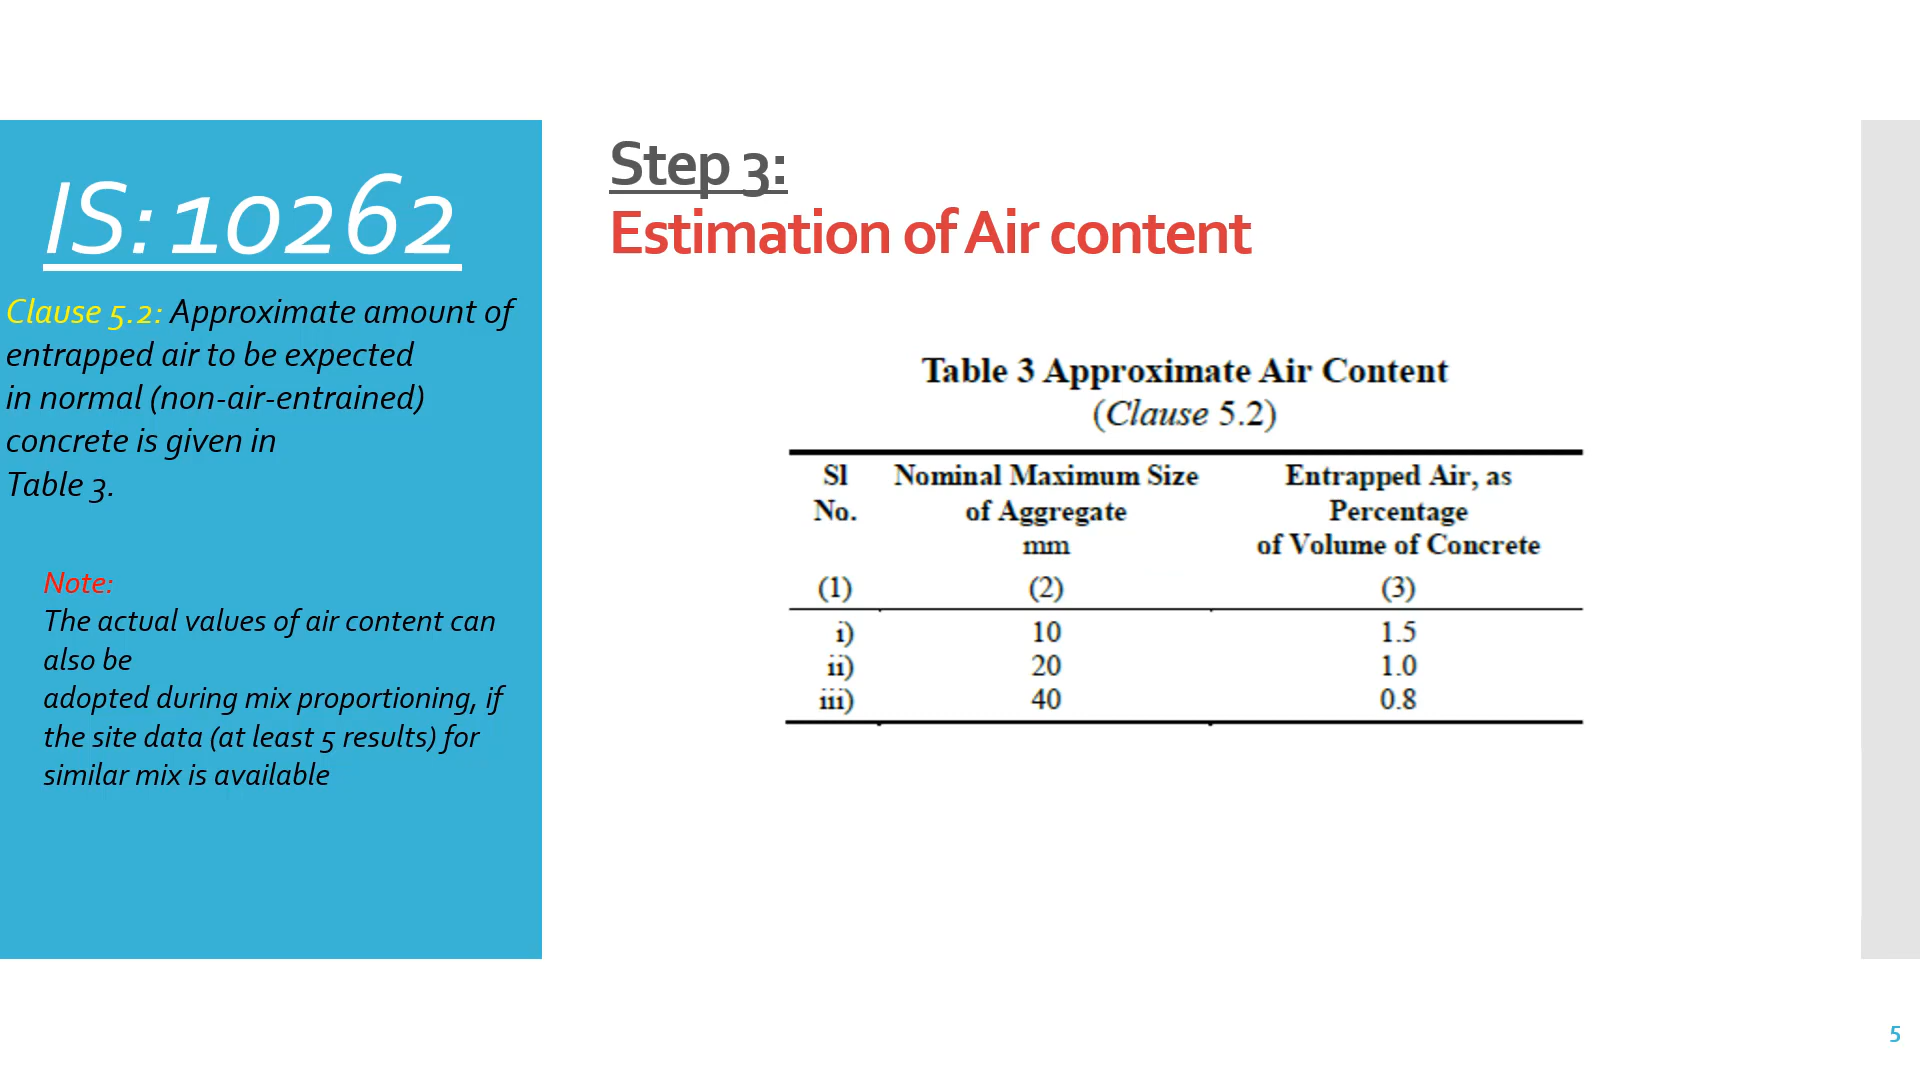 IS: 10262
Clause 5.2: Approximate amount of
entrapped air to be expected
in normal (non-air-entrained)
concrete is given in
Table 3.
Note:
The actual values of air content can
also be
adopted during mix proportioning, if
the site data (at least 5 results) for
similar mix is available
Step 3:
Estimation of Air content
Table 3 Approximate Air Content
(Clause 5.2)
Sl Nominal Maximum Size Entrapped Air, as
No. of Aggregate Percentage
mm of Volume of Concrete
(1) (2) (3)
i) 10 1.5
ii) 20 1.0
iii) 40 0.8
5